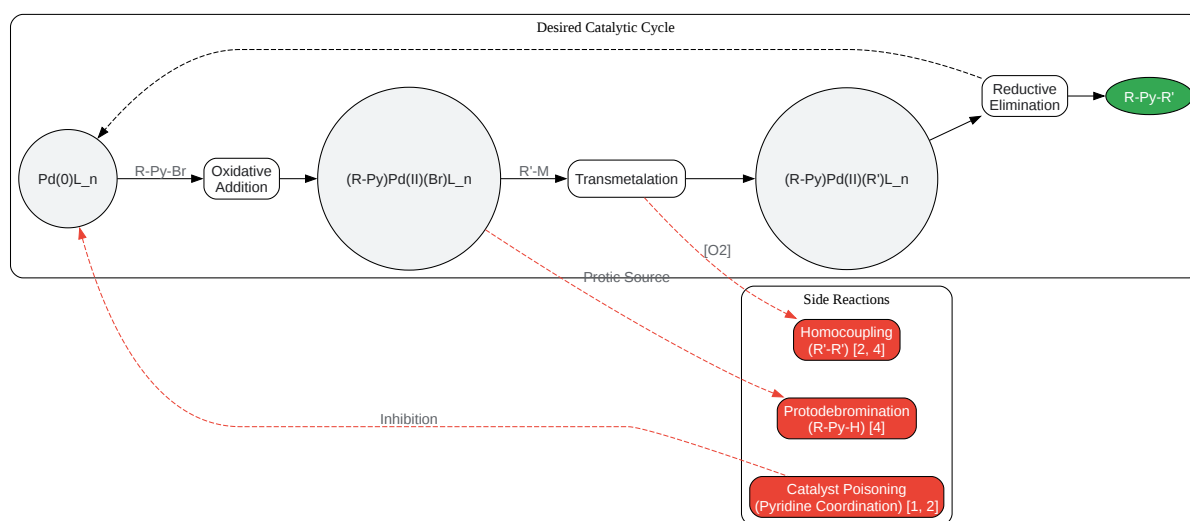 Desired Catalytic Cycle
Pd(0)L_n
R-Py-Br
Oxidative
Addition
(R-Py)Pd(II)(Br)L_n
R'-M
Transmetalation
(R-Py)Pd(II)(R')L_n
Reductive
Elimination
R-Py-R'
[O2]
Protic Source
Inhibition
Side Reactions
Homocoupling
(R'-R') [2, 4]
Protodebromination
(R-Py-H) [4]
Catalyst Poisoning
(Pyridine Coordination) [1, 2]